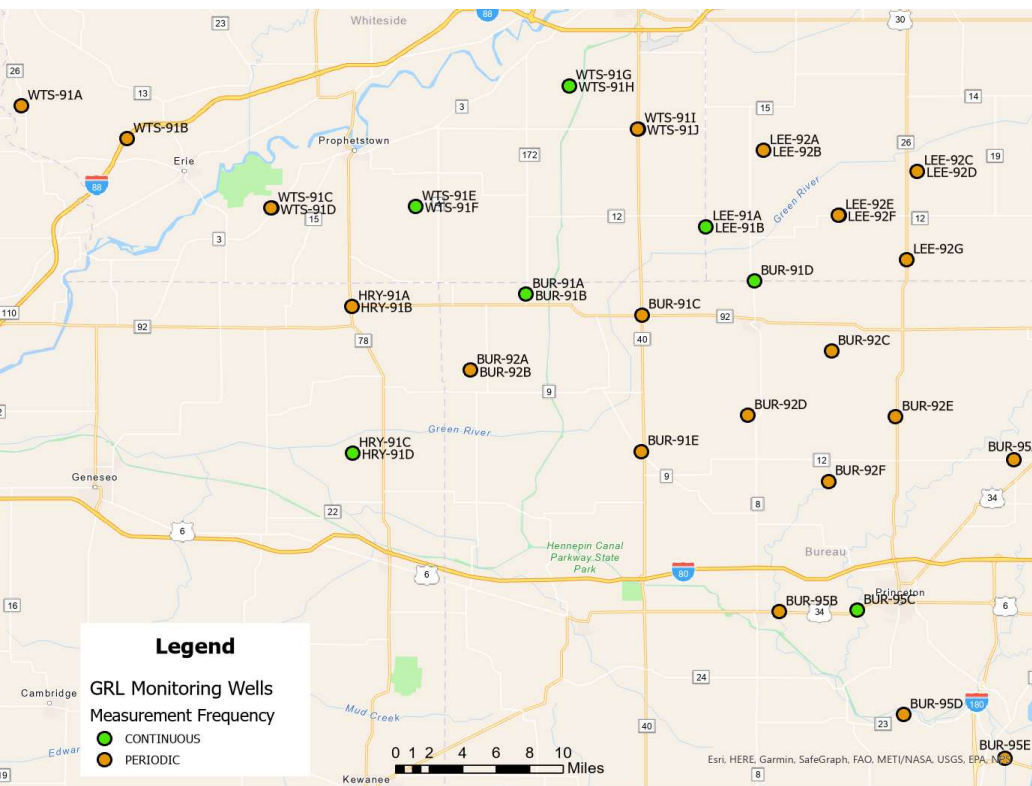 Whiteside
88
30
23
26
WTS-91A
13
WTS-91G
WTS-91H
3
15
14
WTS-91B
WTS-91I
WTS-91J
Prophetstown
LEE-92A
LEE-92B
26
19
172
Erie
LEE-92C
LEE-92D
88
Green River
WTS-91C
WTS-91D
15
WTS-91E
WTS-91F
12
LEE-91A
LEE-91B
LEE-92E
LEE-92F
12
3
LEE-92G
BUR-91D
BUR-91A
BUR-91B
HRY-91A
HRY-91B
BUR-91C
110
92
92
78
40
BUR-92C
BUR-92A
BUR-92B
9
BUR-92D
BUR-92E
Green River
HRY-91C
HRY-91D
BUR-91E
BUR-95
12
BUR-92F
Geneseo
9
34
22
8
6
Hennepin Canal
Parkway State
Park
Bureau
6
80
Princeton
16
BUR-95B
34
BUR-95C
6
Legend
GRL Monitoring Wells
Measurement Frequency
CONTINUOUS
PERIODIC
24
Cambridge
Mud Creek
40
BUR-95D
23
180
Edwar
0 1 2 4 6 8 10
Miles
BUR-95E
Esri, HERE, Garmin, SafeGraph, FAO, METI/NASA, USGS, EPA, NPS
19
Kewanee
8